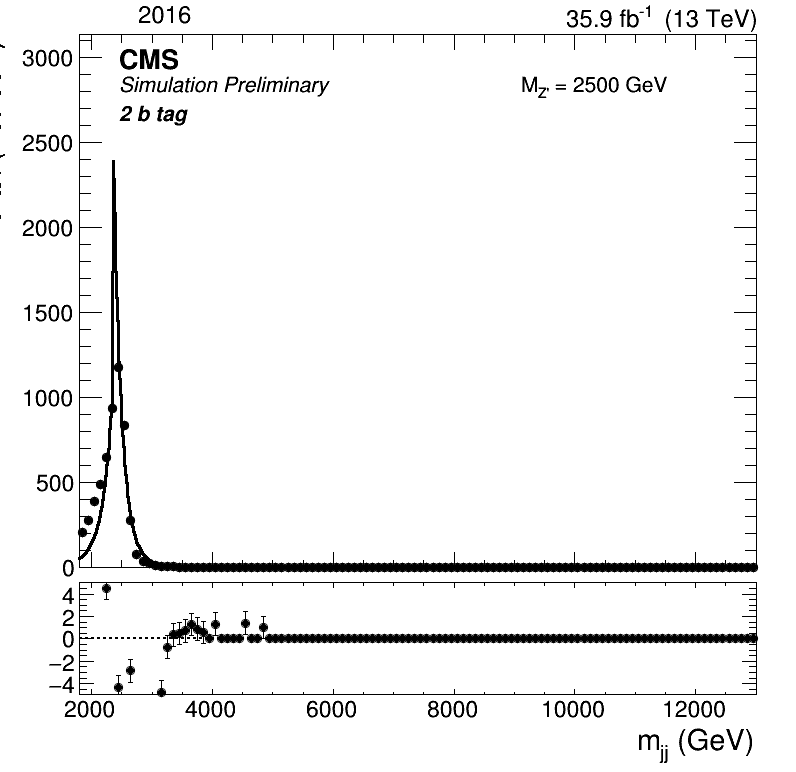 2016 35.9 fb⁻¹ (13 TeV)
CMS
Simulation Preliminary
M_Z' = 2500 GeV
2 b tag
3000
2500
2000
1500
1000
500
0
4
2
0
−2
−4
2000 4000 6000 8000 10000 12000
m_jj (GeV)